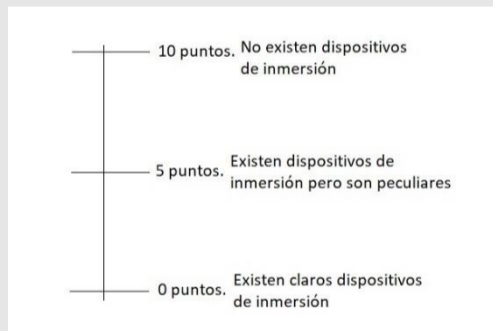 10 puntos. No existen dispositivos
de inmersión
5 puntos. Existen dispositivos de
inmersión pero son peculiares
0 puntos. Existen claros dispositivos
de inmersión